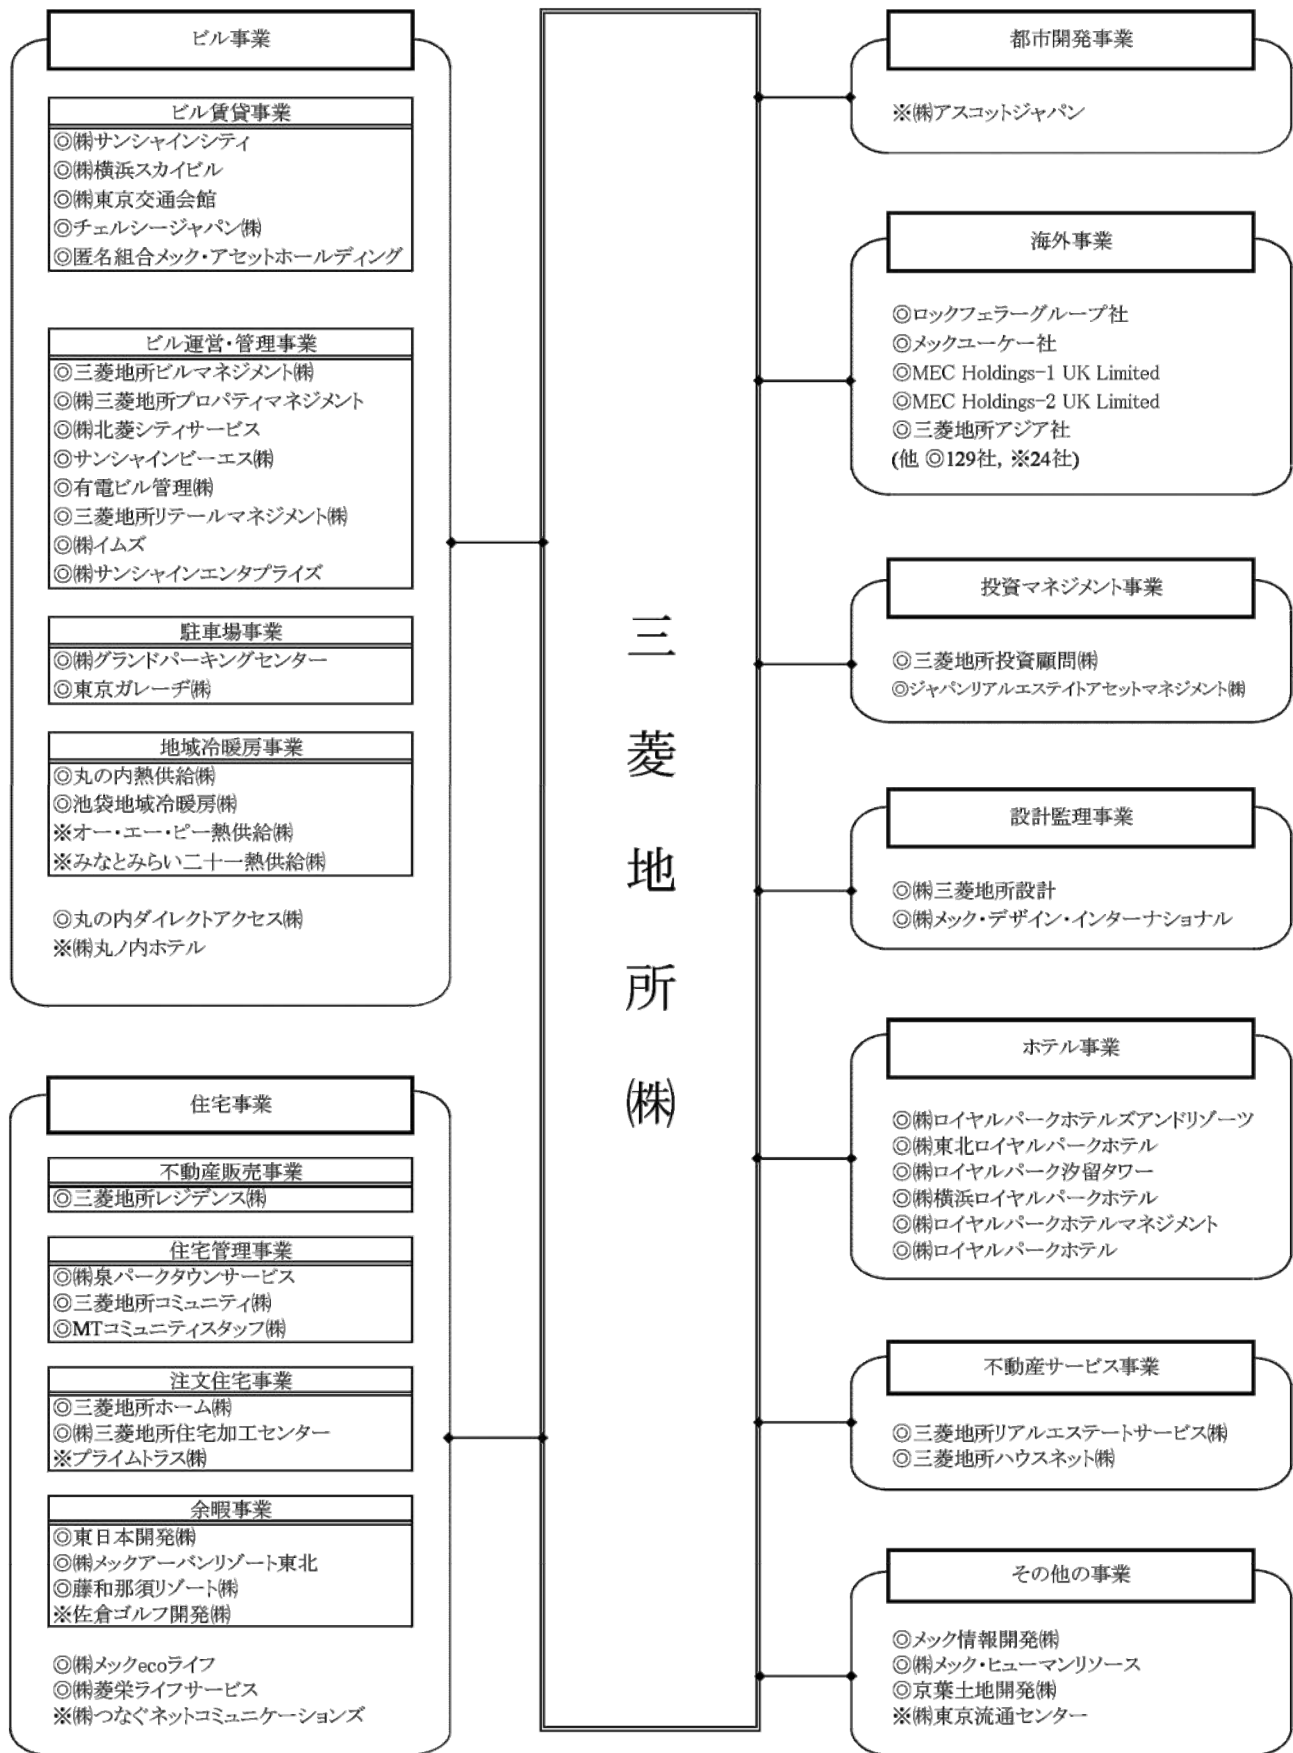 ビル事業
ビル賃貸事業
◎㈱サンシャインシティ
◎㈱横浜スカイビル
◎㈱東京交通会館
◎チェルシージャパン㈱
◎匿名組合メック・アセットホールディング
ビル運営・管理事業
◎三菱地所ビルマネジメント㈱
◎㈱三菱地所プロパティマネジメント
◎㈱北菱シティサービス
◎サンシャインビーエス㈱
◎有電ビル管理㈱
◎三菱地所リテールマネジメント㈱
◎㈱イムズ
◎㈱サンシャインエンタプライズ
駐車場事業
◎㈱グランドパーキングセンター
◎東京ガレーヂ㈱
地域冷暖房事業
◎丸の内熱供給㈱
◎池袋地域冷暖房㈱
※オー・エー・ピー熱供給㈱
※みなとみらい二十一熱供給㈱
◎丸の内ダイレクトアクセス㈱
※㈱丸ノ内ホテル
住宅事業
不動産販売事業
◎三菱地所レジデンス㈱
住宅管理事業
◎㈱泉パークタウンサービス
◎三菱地所コミュニティ㈱
◎MTコミュニティスタッフ㈱
注文住宅事業
◎三菱地所ホーム㈱
◎㈱三菱地所住宅加工センター
※プライムトラス㈱
余暇事業
◎東日本開発㈱
◎㈱メックアーバンリゾート東北
◎藤和那須リゾート㈱
※佐倉ゴルフ開発㈱
◎㈱メックecoライフ
◎㈱菱栄ライフサービス
※㈱つなぐネットコミュニケーションズ
三菱地所㈱
都市開発事業
※㈱アスコットジャパン
海外事業
◎ロックフェラーグループ社
◎メックユーケー社
◎MEC Holdings-1 UK Limited
◎MEC Holdings-2 UK Limited
◎三菱地所アジア社
(他 ◎129社, ※24社)
投資マネジメント事業
◎三菱地所投資顧問㈱
◎ジャパンリアルエステイトアセットマネジメント㈱
設計監理事業
◎㈱三菱地所設計
◎㈱メック・デザイン・インターナショナル
ホテル事業
◎㈱ロイヤルパークホテルズアンドリゾーツ
◎㈱東北ロイヤルパークホテル
◎㈱ロイヤルパーク汐留タワー
◎㈱横浜ロイヤルパークホテル
◎㈱ロイヤルパークホテルマネジメント
◎㈱ロイヤルパークホテル
不動産サービス事業
◎三菱地所リアルエステートサービス㈱
◎三菱地所ハウスネット㈱
その他の事業
◎メック情報開発㈱
◎㈱メック・ヒューマンリソース
◎京葉土地開発㈱
※㈱東京流通センター